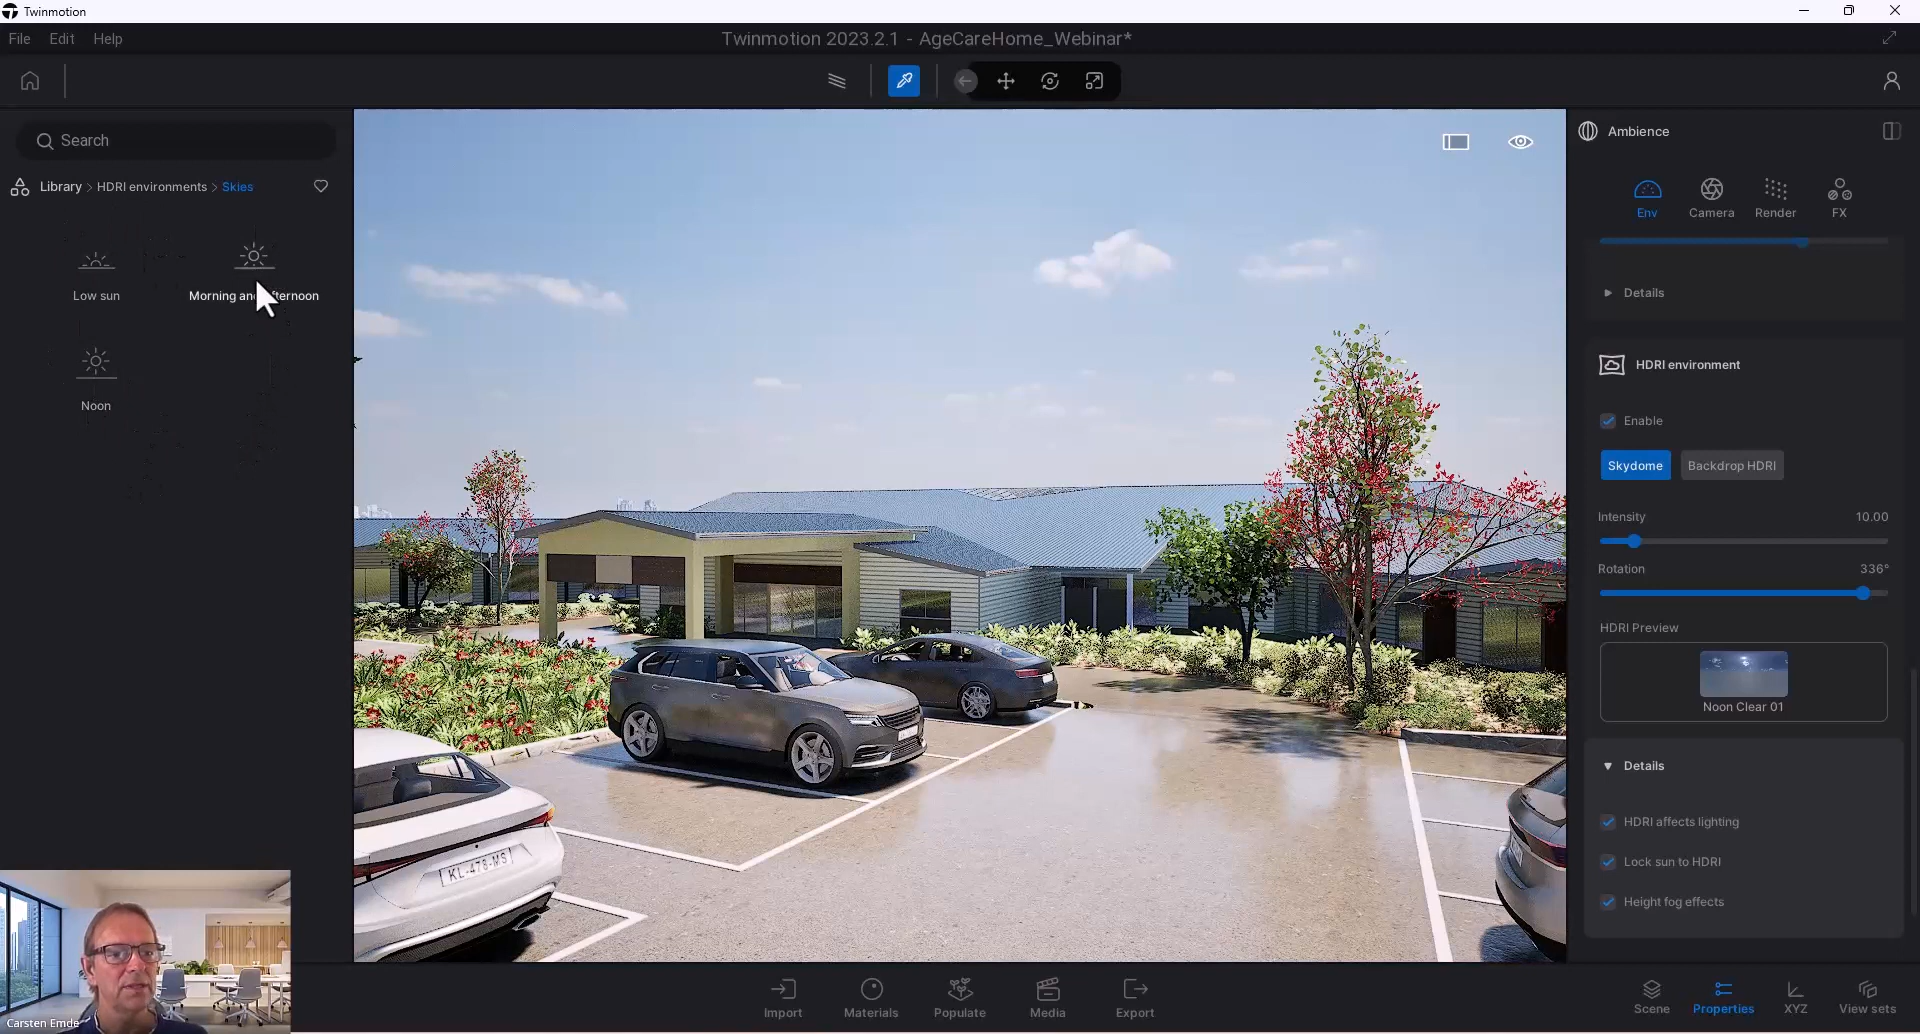 Twinmotion
File Edit Help
Twinmotion 2023.2.1 - AgeCareHome_Webinar*
Search
Library > HDRI environments > Skies
Low sun
Morning and afternoon
Noon
Ambience
Env Camera Render FX
Details
HDRI environment
Enable
Skydome Backdrop HDRI
Intensity 10.00
Rotation 336°
HDRI Preview
Noon Clear 01
Details
HDRI affects lighting
Lock sun to HDRI
Height fog effects
KL-478-MS
Carsten Emde
Import Materials Populate Media Export
Scene Properties XYZ View sets